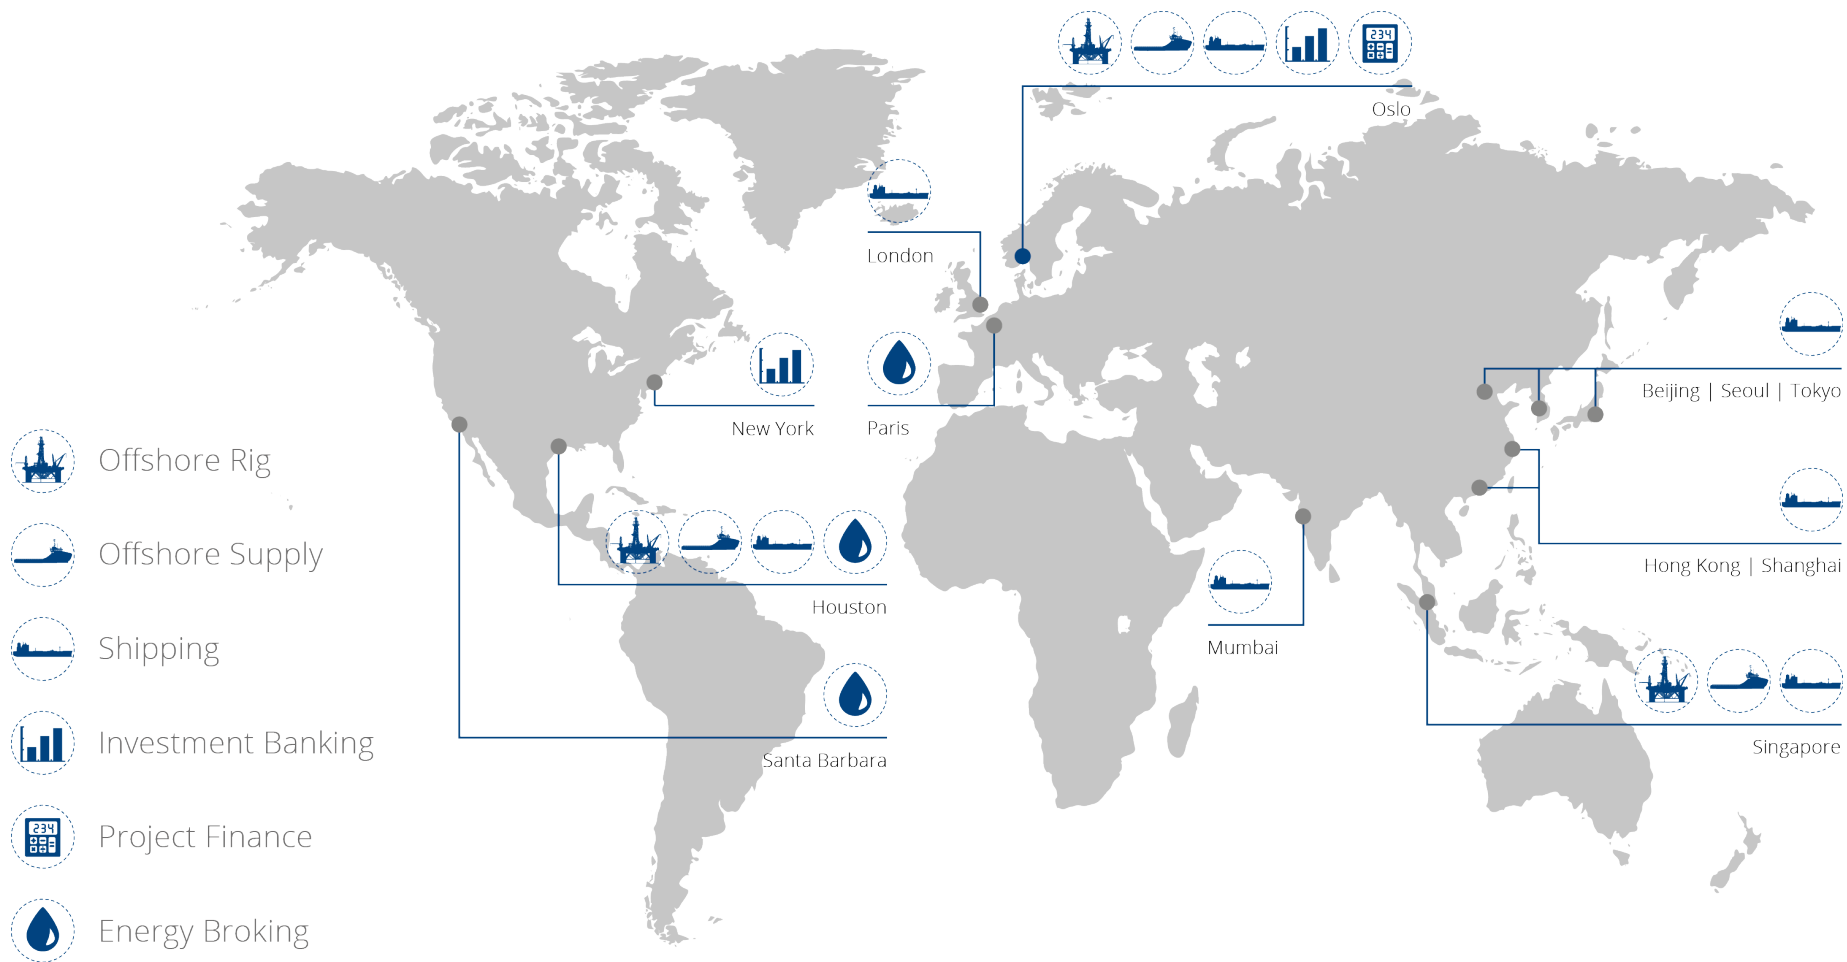 Oslo
London
New York
Paris
Beijing | Seoul | Tokyo
Hong Kong | Shanghai
Houston
Mumbai
Santa Barbara
Singapore
Offshore Rig
Offshore Supply
Shipping
Investment Banking
234
Project Finance
Energy Broking
234